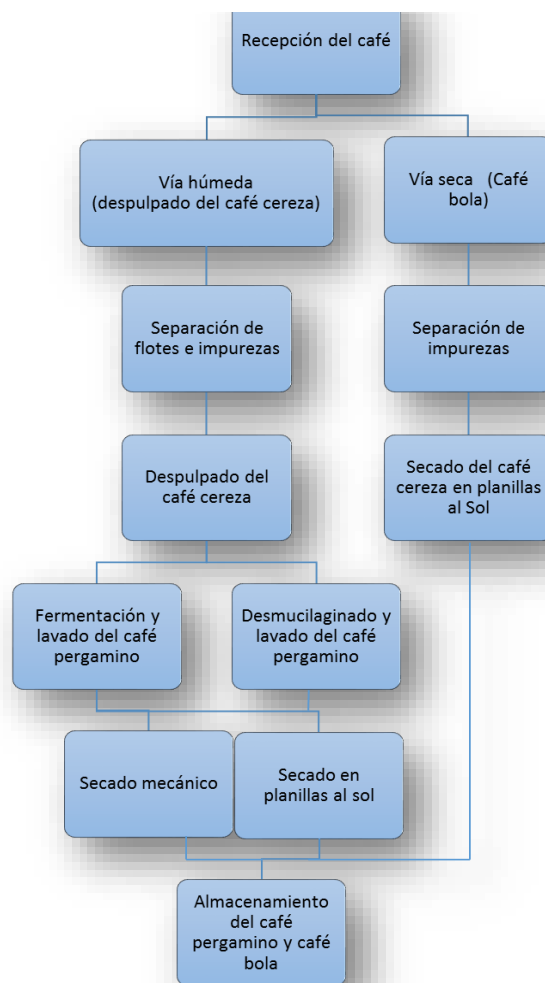 Recepción del café
Vía húmeda
(despulpado del café cereza)
Vía seca (Café
bola)
Separación de
flotes e impurezas
Separación de
impurezas
Despulpado del
café cereza
Secado del café
cereza en planillas
al Sol
Fermentación y
lavado del café
pergamino
Desmucilaginado y
lavado del café
pergamino
Secado mecánico
Secado en
planillas al sol
Almacenamiento
del café
pergamino y café
bola